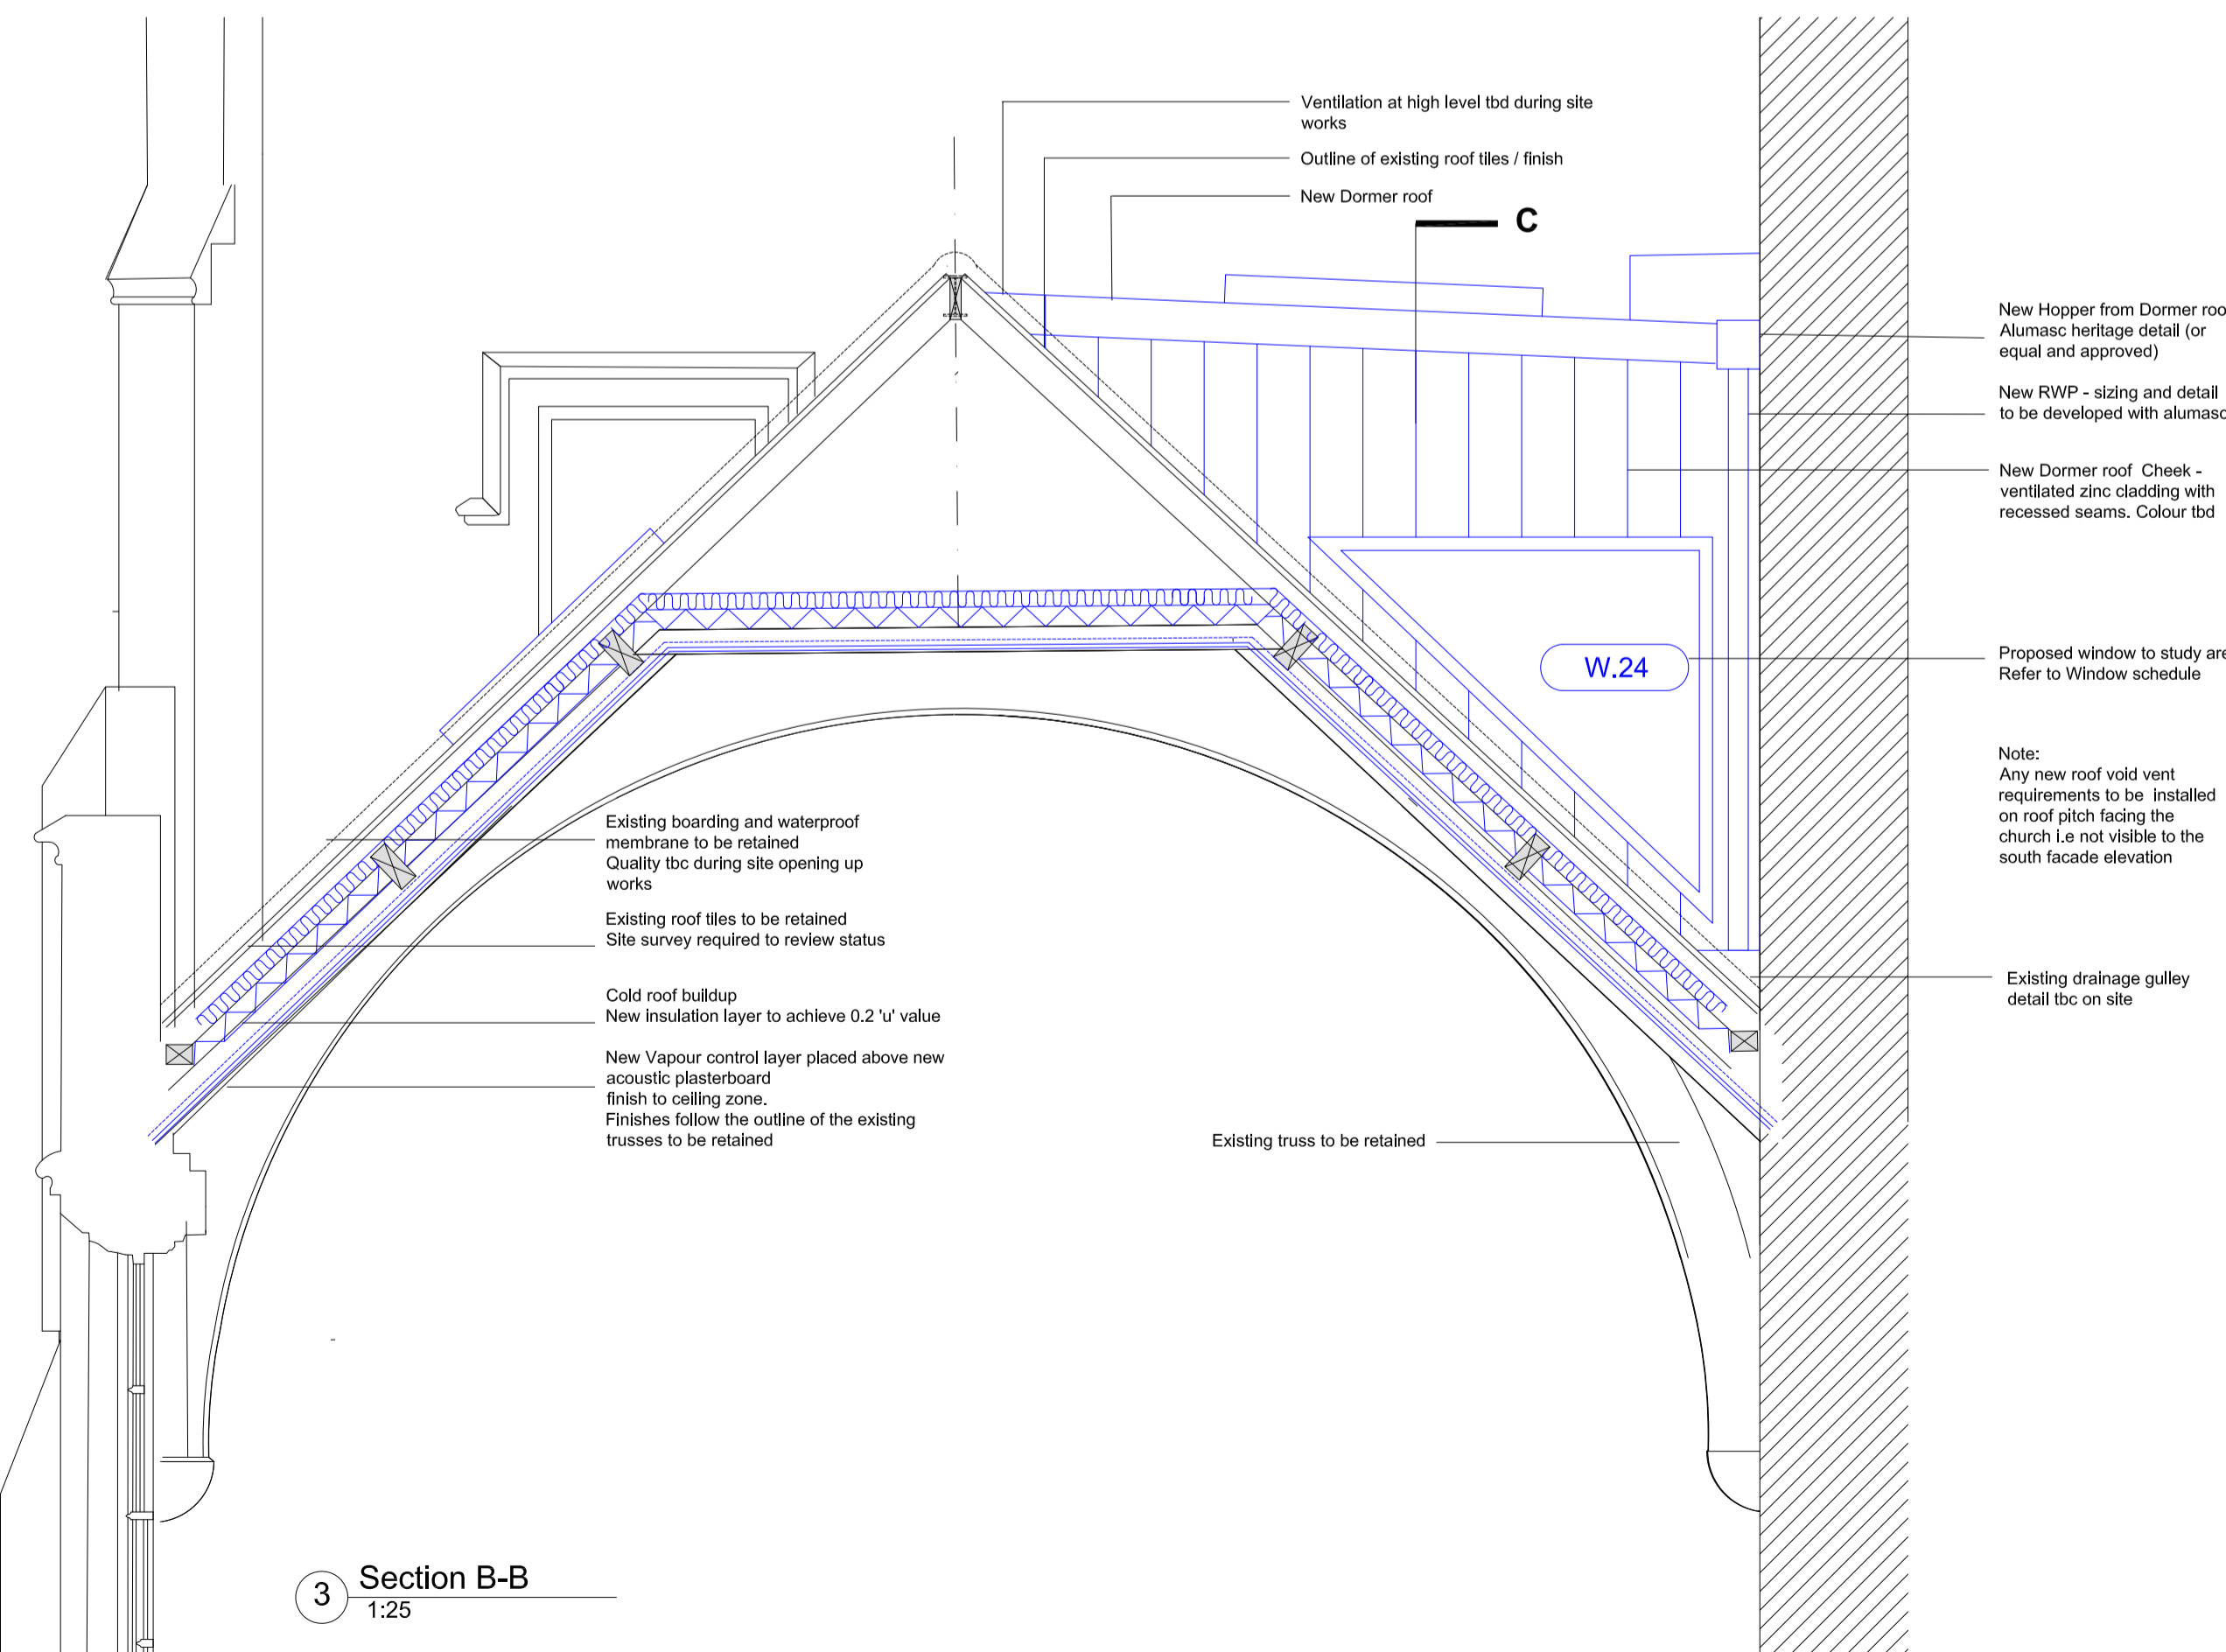 Ventilation at high level tbd during site
works
Outline of existing roof tiles / finish
New Dormer roof
C
New Hopper from Dermer roo
Alumasc heritage detail (or
equal and approved)
New RWP - sizing and detail
to be developed with alumasc
New Dormer roof Cheek -
ventilated zinc cladding with
recessed seams. Colour tbd
W.24
Proposed window to study are
Refer to Window schedule
Note:
Any new roof void vent
requirements to be installed
on roof pitch facing the
church i.e not visible to the
south facade elevation
Existing boarding and waterproof
membrane to be retained
Quality tbc during site opening up
works
Existing roof tiles to be retained
Site survey required to review status
Cold roof buildup
New insulation layer to achieve 0.2 'u' value
New Vapour control layer placed above new
acoustic plasterboard
finish to ceiling zone.
Finishes follow the outline of the existing
trusses to be retained
Existing drainage gulley
detail tbc on site
Existing truss to be retained
3
Section B-B
1:25